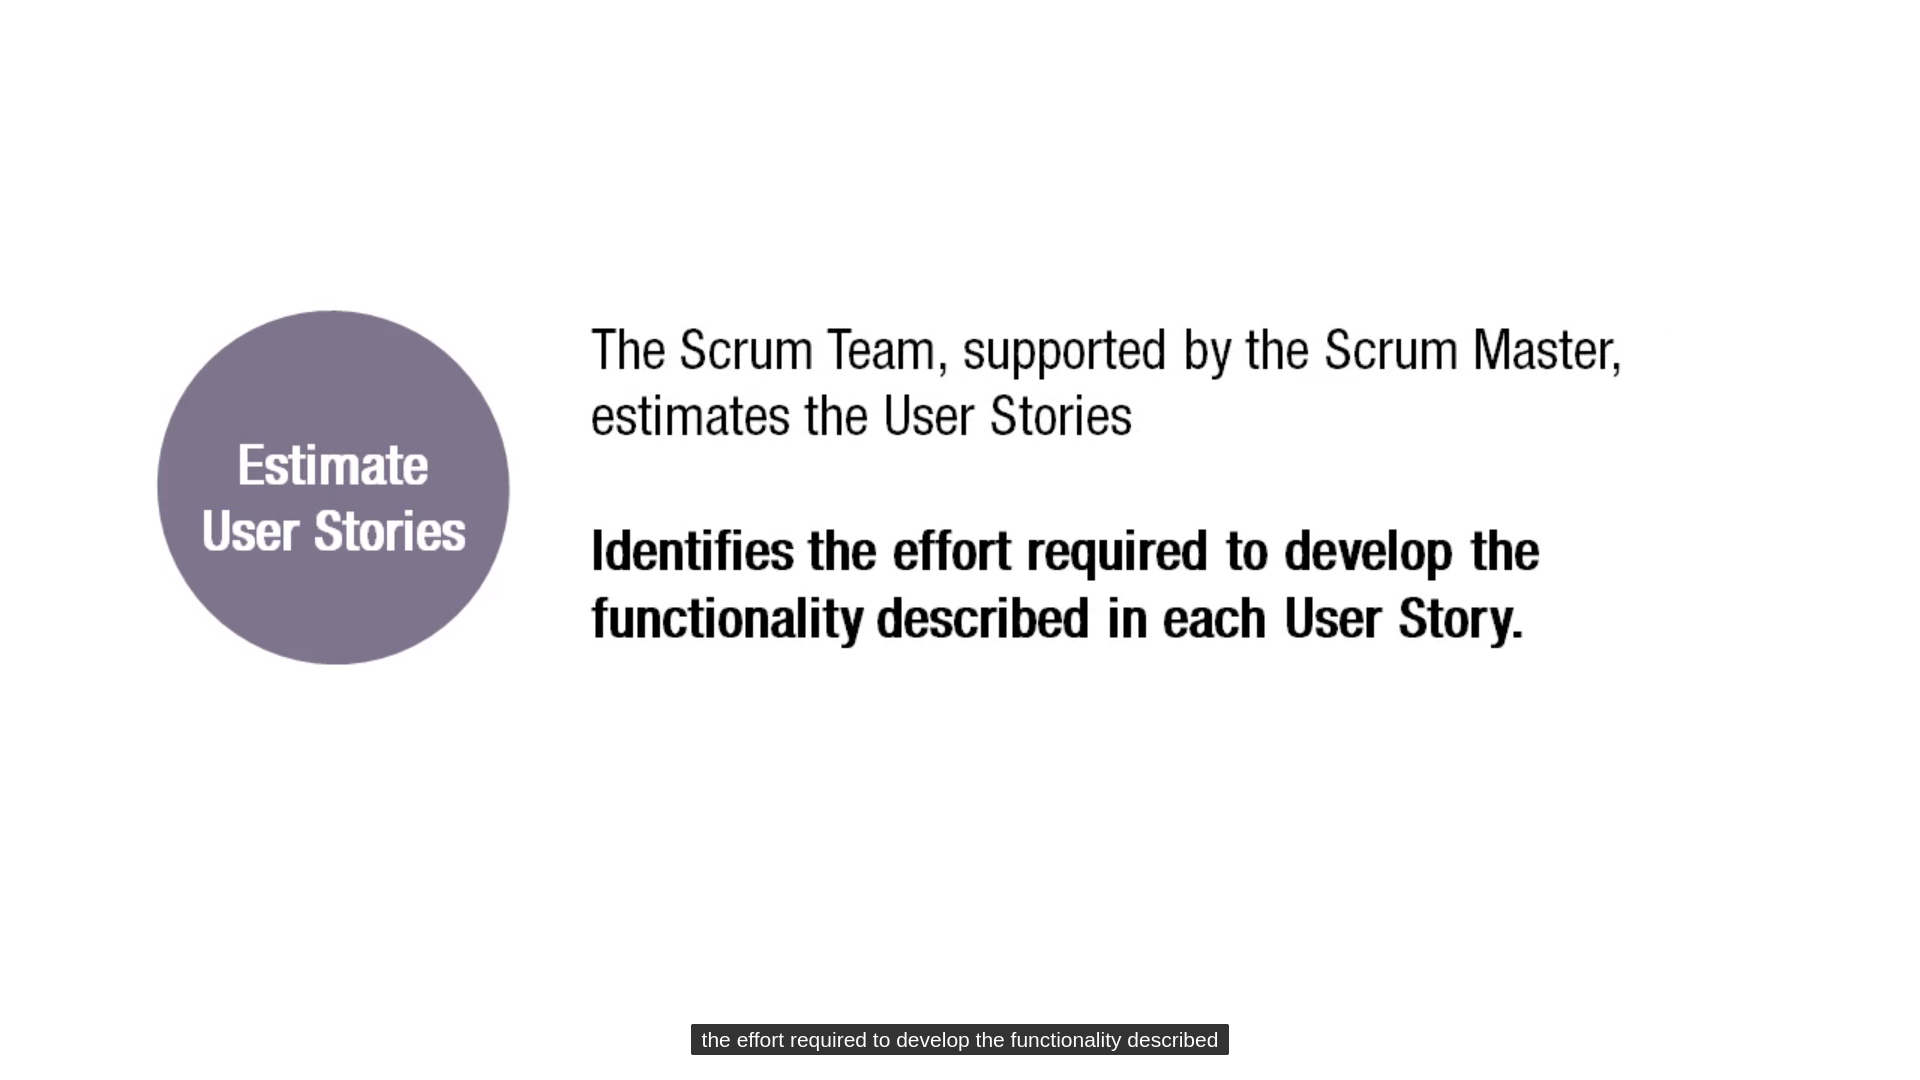 Estimate
User Stories
The Scrum Team, supported by the Scrum Master,
estimates the User Stories
Identifies the effort required to develop the
functionality described in each User Story.
the effort required to develop the functionality described